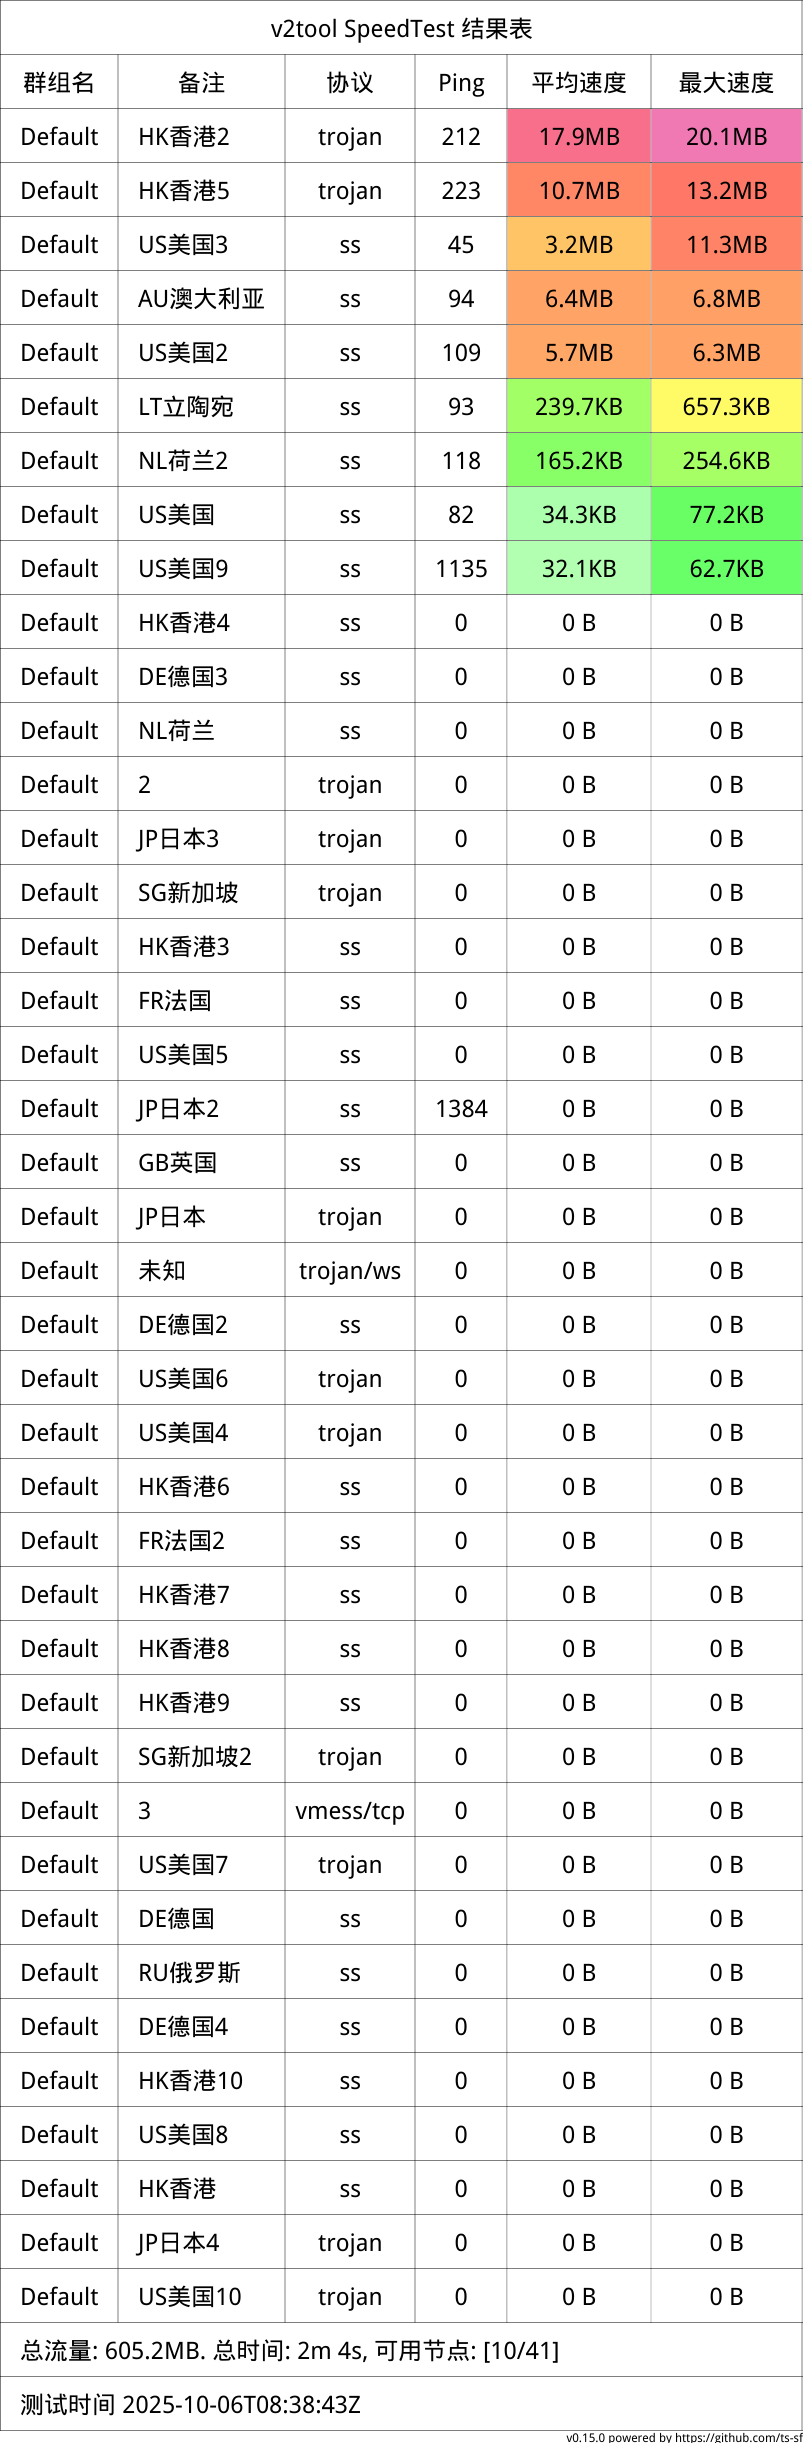 v2tool SpeedTest 结果表
群组名 备注 协议 Ping 平均速度 最大速度
Default HK香港2 trojan 212 17.9MB 20.1MB
Default HK香港5 trojan 223 10.7MB 13.2MB
Default US美国3 ss 45 3.2MB 11.3MB
Default AU澳大利亚 ss 94 6.4MB 6.8MB
Default US美国2 ss 109 5.7MB 6.3MB
Default LT立陶宛 ss 93 239.7KB 657.3KB
Default NL荷兰2 ss 118 165.2KB 254.6KB
Default US美国 ss 82 34.3KB 77.2KB
Default US美国9 ss 1135 32.1KB 62.7KB
Default HK香港4 ss 0 0 B 0 B
Default DE德国3 ss 0 0 B 0 B
Default NL荷兰 ss 0 0 B 0 B
Default 2 trojan 0 0 B 0 B
Default JP日本3 trojan 0 0 B 0 B
Default SG新加坡 trojan 0 0 B 0 B
Default HK香港3 ss 0 0 B 0 B
Default FR法国 ss 0 0 B 0 B
Default US美国5 ss 0 0 B 0 B
Default JP日本2 ss 1384 0 B 0 B
Default GB英国 ss 0 0 B 0 B
Default JP日本 trojan 0 0 B 0 B
Default 未知 trojan/ws 0 0 B 0 B
Default DE德国2 ss 0 0 B 0 B
Default US美国6 trojan 0 0 B 0 B
Default US美国4 trojan 0 0 B 0 B
Default HK香港6 ss 0 0 B 0 B
Default FR法国2 ss 0 0 B 0 B
Default HK香港7 ss 0 0 B 0 B
Default HK香港8 ss 0 0 B 0 B
Default HK香港9 ss 0 0 B 0 B
Default SG新加坡2 trojan 0 0 B 0 B
Default 3 vmess/tcp 0 0 B 0 B
Default US美国7 trojan 0 0 B 0 B
Default DE德国 ss 0 0 B 0 B
Default RU俄罗斯 ss 0 0 B 0 B
Default DE德国4 ss 0 0 B 0 B
Default HK香港10 ss 0 0 B 0 B
Default US美国8 ss 0 0 B 0 B
Default HK香港 ss 0 0 B 0 B
Default JP日本4 trojan 0 0 B 0 B
Default US美国10 trojan 0 0 B 0 B
总流量: 605.2MB. 总时间: 2m 4s, 可用节点: [10/41]
测试时间 2025-10-06T08:38:43Z
v0.15.0 powered by https://github.com/ts-sf